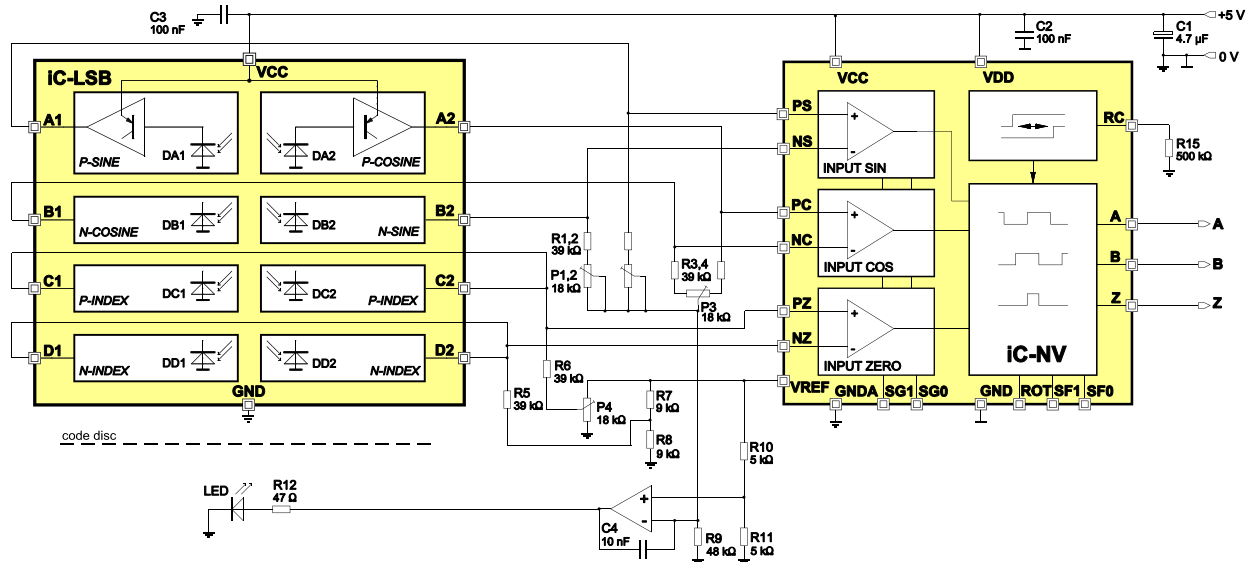 C3
100 nF
+5 V
C2
100 nF
C1
4.7 µF
0 V
iC-LSB
VCC
VCC
VDD
A1
P-SINE
DA1
DA2
P-COSINE
A2
PS
NS
INPUT SIN
RC
R15
500 kΩ
B1
N-COSINE
DB1
DB2
N-SINE
B2
PC
NC
INPUT COS
A
A
R1,2
39 kΩ
P1,2
18 kΩ
R3,4
39 kΩ
P3
18 kΩ
B
B
C1
P-INDEX
DC1
DC2
P-INDEX
C2
PZ
NZ
INPUT ZERO
Z
Z
iC-NV
D1
N-INDEX
DD1
DD2
N-INDEX
D2
GND
R6
39 kΩ
R5
39 kΩ
P4
18 kΩ
R7
9 kΩ
R8
9 kΩ
VREF
GNDA
SG1
SG0
GND
ROT
SF1
SF0
code disc
R10
5 kΩ
LED
R12
47 Ω
+
-
C4
10 nF
R9
48 kΩ
R11
5 kΩ